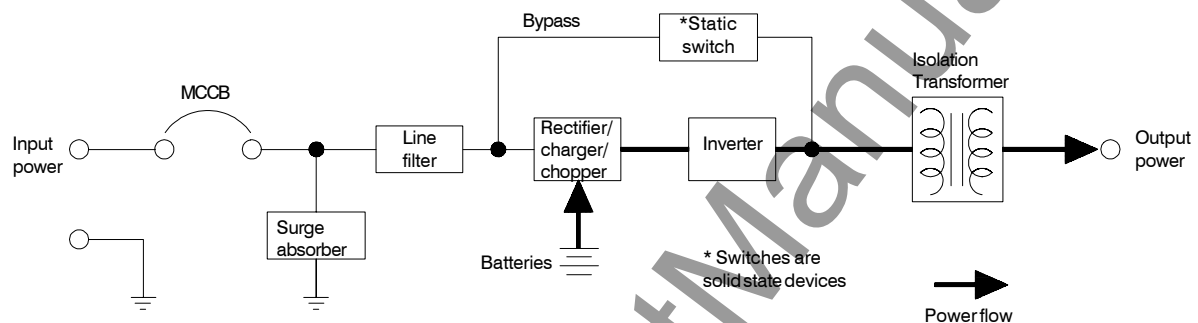 Bypass
*Static
switch
Isolation
Transformer
MCCB
Input
power
Line
filter
Rectifier/
charger/
chopper
Inverter
Output
power
Surge
absorber
Batteries
* Switches are
solid state devices
Power flow
tManua